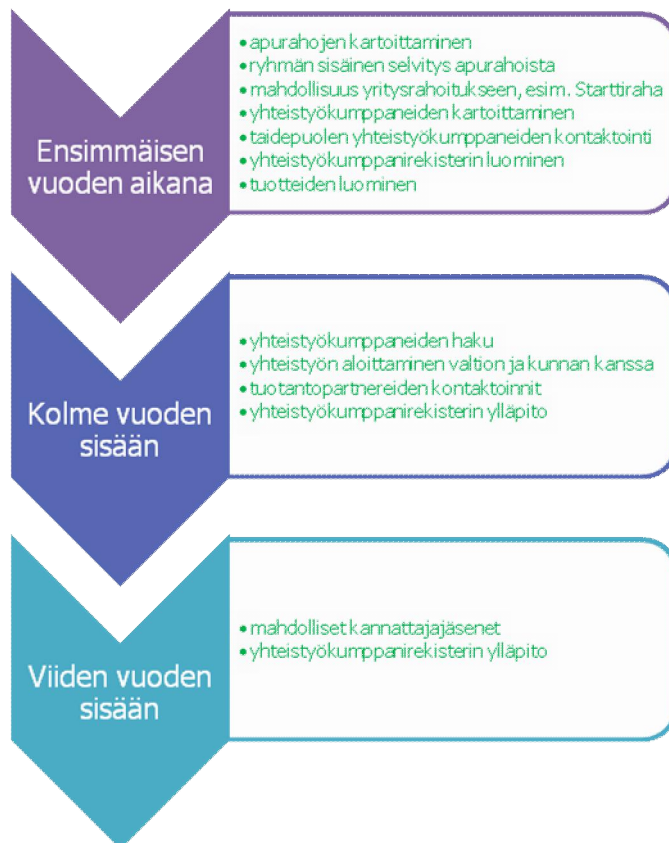 Ensimmäisen
vuoden aikana
• apurahojen kartoittaminen
• ryhmän sisäinen selvitys apurahoista
• mahdollisuus yritysrahoitukseen, esim. Starttiraha
• yhteistyökumppaneiden kartoittaminen
• taidepuolen yhteistyökumppaneiden kontaktointi
• yhteistyökumppanirekisterin luominen
• tuotteiden luominen
Kolme vuoden
sisään
• yhteistyökumppaneiden haku
• yhteistyön aloittaminen valtion ja kunnan kanssa
• tuotantopartnereiden kontaktoinnit
• yhteistyökumppanirekisterin ylläpito
Viiden vuoden
sisään
• mahdolliset kannattajajäsenet
• yhteistyökumppanirekisterin ylläpito